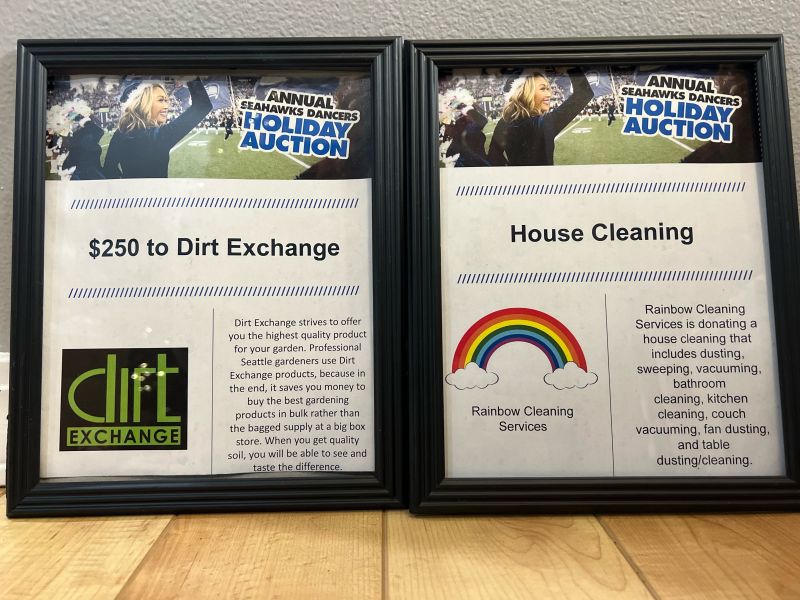 ANNUAL
SEAHAWKS DANCERS
HOLIDAY
AUCTION
$250 to Dirt Exchange
dirt
EXCHANGE
Dirt Exchange strives to offer
you the highest quality product
for your garden. Professional
Seattle gardeners use Dirt
Exchange products, because in
the end, it saves you money to
buy the best gardening
products in bulk rather than
the bagged supply at a big box
store. When you get quality
soil, you will be able to see and
taste the difference.
ANNUAL
SEAHAWKS DANCERS
HOLIDAY
AUCTION
House Cleaning
Rainbow Cleaning
Services
Rainbow Cleaning
Services is donating a
house cleaning that
includes dusting,
sweeping, vacuuming,
bathroom
cleaning, kitchen
cleaning, couch
vacuuming, fan dusting,
and table
dusting/cleaning.